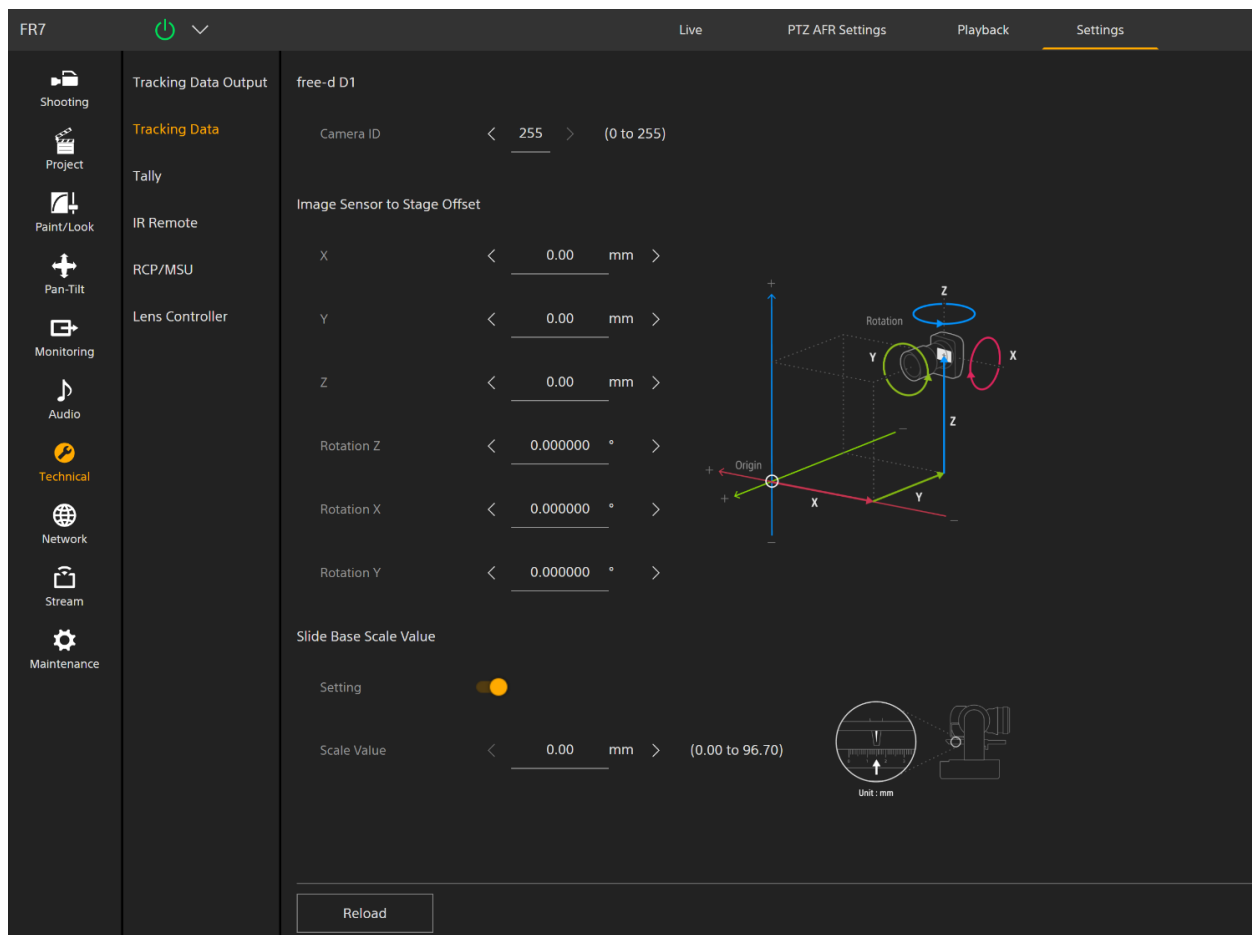 FR7
Live
PTZ AFR Settings
Playback
Settings
Shooting
Project
Paint/Look
Pan-Tilt
Monitoring
Audio
Technical
Network
Stream
Maintenance
Tracking Data Output
Tracking Data
Tally
IR Remote
RCP/MSU
Lens Controller
free-d D1
Camera ID < 255 > (0 to 255)
Image Sensor to Stage Offset
X < 0.00 mm >
Y < 0.00 mm >
Z < 0.00 mm >
Rotation Z < 0.000000 ° >
Rotation X < 0.000000 ° >
Rotation Y < 0.000000 ° >
+
Z
Rotation
Y
X
Z
−
Origin
+
+
X
Y
−
−
Slide Base Scale Value
Setting
Scale Value < 0.00 mm > (0.00 to 96.70)
Unit : mm
Reload